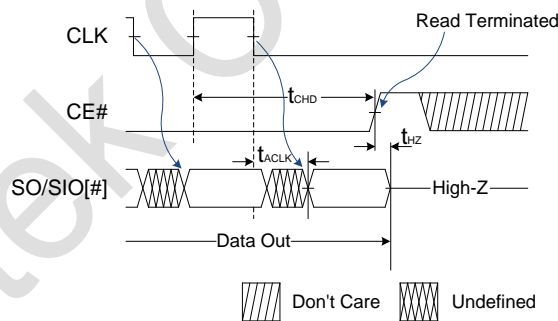 Read Terminated
CLK
tCHD
CE#
tHZ
tACLK
SO/SIO[#]
High-Z
Data Out
Don't Care
Undefined